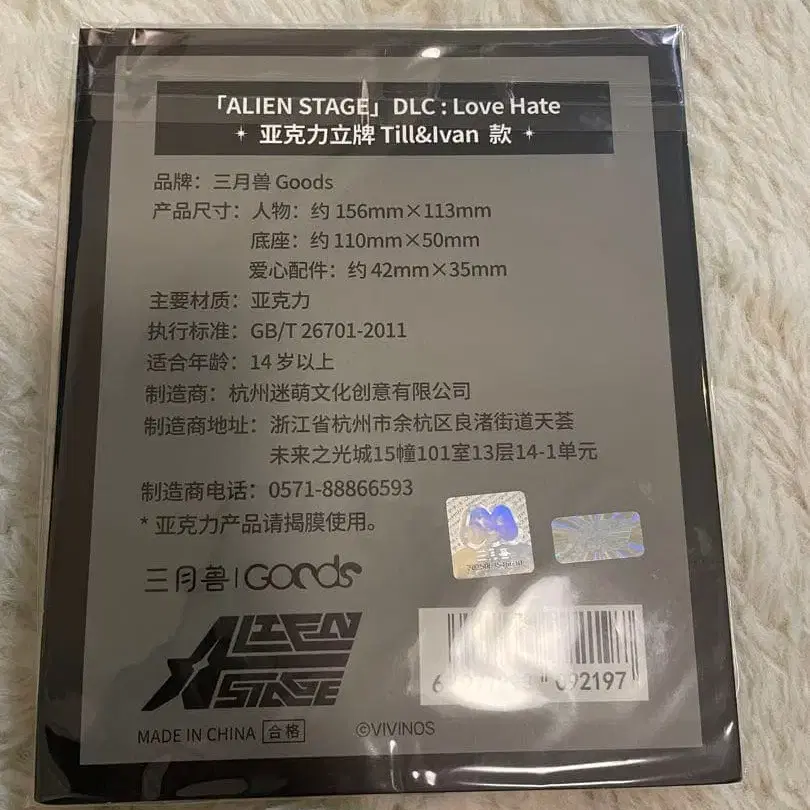 「ALIEN STAGE」DLC : Love Hate
亚克力立牌 Till&Ivan 款
品牌：三月兽 Goods
产品尺寸：人物：约 156mm×113mm
底座：约 110mm×50mm
爱心配件：约 42mm×35mm
主要材质：亚克力
执行标准：GB/T 26701-2011
适合年龄：14 岁以上
制造商：杭州迷萌文化创意有限公司
制造商地址：浙江省杭州市余杭区良渚街道天荟
未来之光城15幢101室13层14-1单元
制造商电话：0571-88866593
* 亚克力产品请揭膜使用。
三月兽
三月兽 | Goods
ALIEN
STAGE
092197
MADE IN CHINA 合格
©VIVINOS